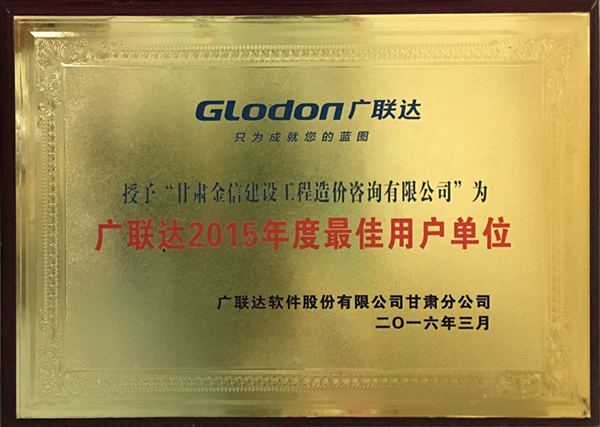 GLodon广联达
只为成就您的蓝图
授予“甘肃金信建设工程造价咨询有限公司”为
广联达2015年度最佳用户单位
广联达软件股份有限公司甘肃分公司
二〇一六年三月